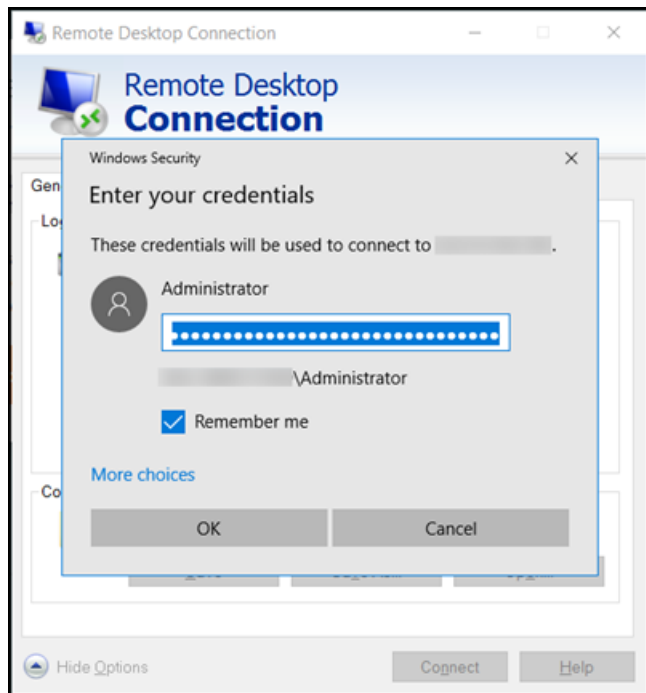 Remote Desktop Connection
Remote Desktop
Connection
Windows Security
Enter your credentials
These credentials will be used to connect to .
Administrator
\Administrator
Remember me
More choices
OK Cancel
Hide Options Connect Help